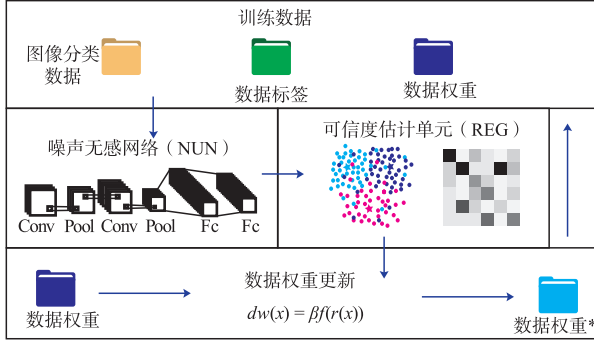 训练数据
图像分类
数据
数据标签
数据权重
噪声无感网络(NUN)
Conv Pool Conv Pool Fc Fc
可信度估计单元(REG)
数据权重
数据权重更新
dw(x) = βf(r(x))
数据权重*